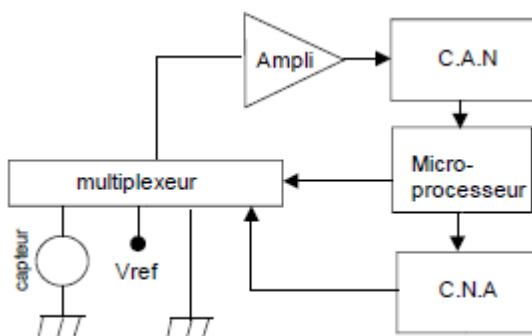 Ampli
C.A.N
Micro-
processeur
multiplexeur
capteur
Vref
C.N.A